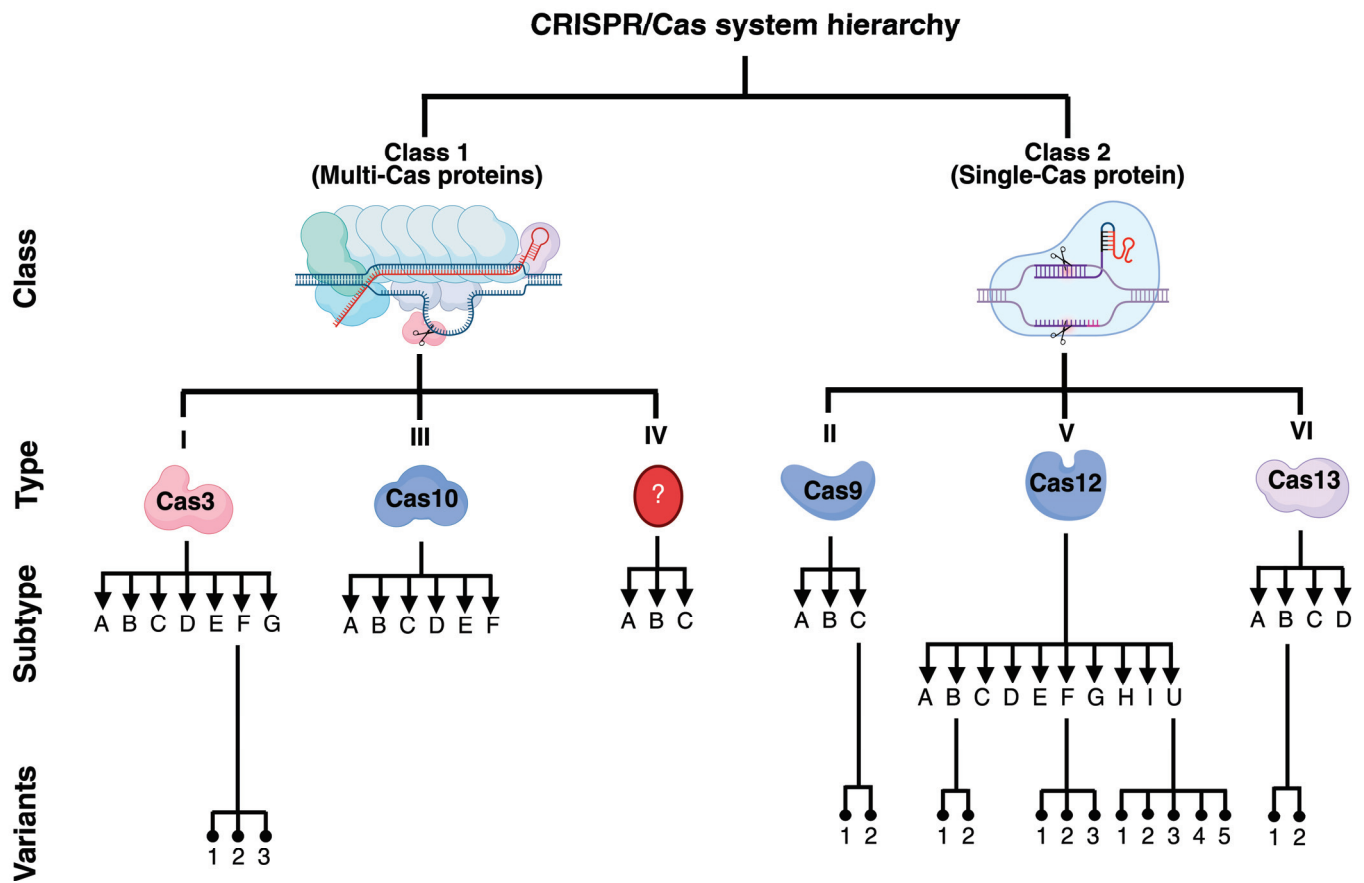 CRISPR/Cas system hierarchy
Class 1
(Multi-Cas proteins)
Class 2
(Single-Cas protein)
Class
Type
I
III
IV
II
V
VI
Cas3
Cas10
?
Cas9
Cas12
Cas13
Subtype
A B C D E F G
A B C D E F
A B C
A B C
A B C D E F G H I U
A B C D
Variants
1 2 3
1 2
1 2
1 2 3
1 2 3 4 5
1 2